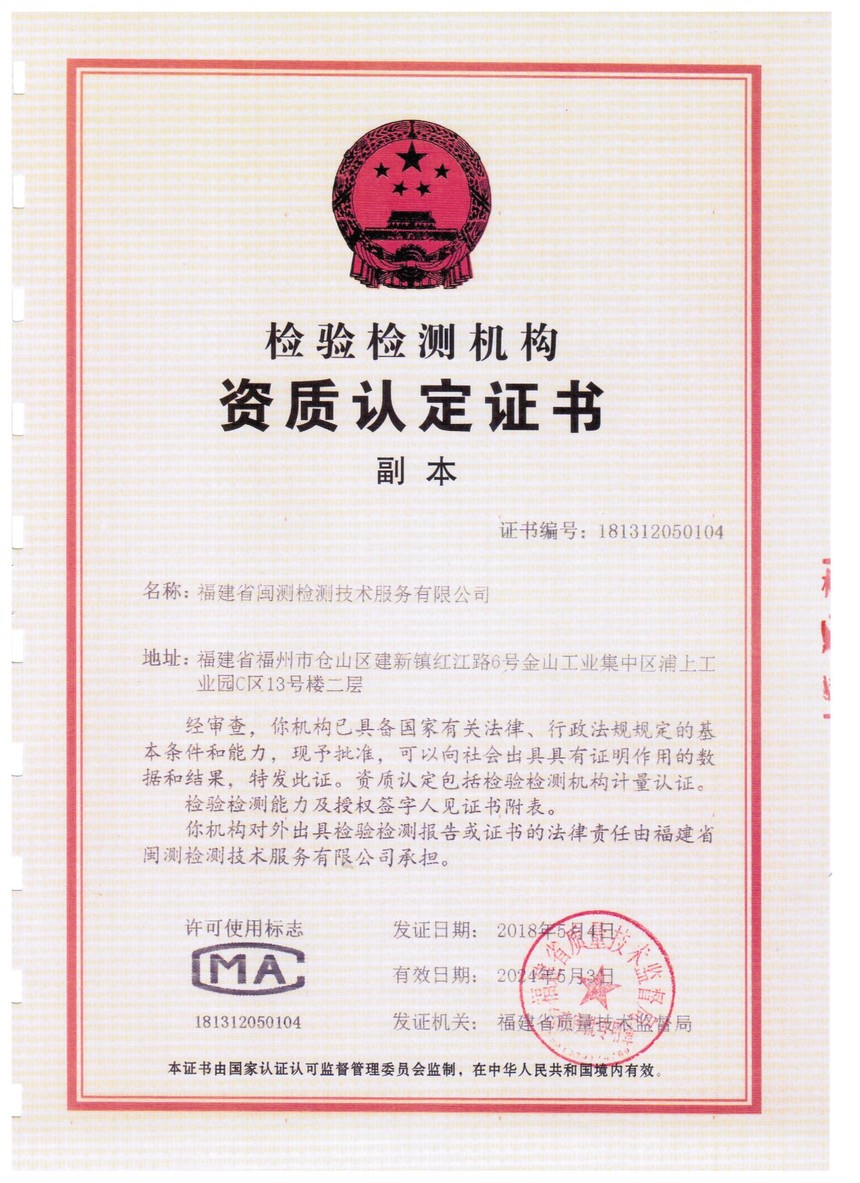 检验检测机构
资质认定证书
副本
证书编号：181312050104
名称：福建省闽测检测技术服务有限公司
地址：福建省福州市仓山区建新镇红江路6号金山工业集中区浦上工
业园C区13号楼二层
经审查，你机构已具备国家有关法律、行政法规规定的基
本条件和能力，现予批准，可以向社会出具具有证明作用的数
据和结果，特发此证。资质认定包括检验检测机构计量认证。
检验检测能力及授权签字人见证书附表。
你机构对外出具检验检测报告或证书的法律责任由福建省
闽测检测技术服务有限公司承担。
许可使用标志
MA
181312050104
发证日期：2018年5月4日
有效日期：2024年5月3日
发证机关：福建省质量技术监督局
福建省质量技术监督局
本证书由国家认证认可监督管理委员会监制，在中华人民共和国境内有效。